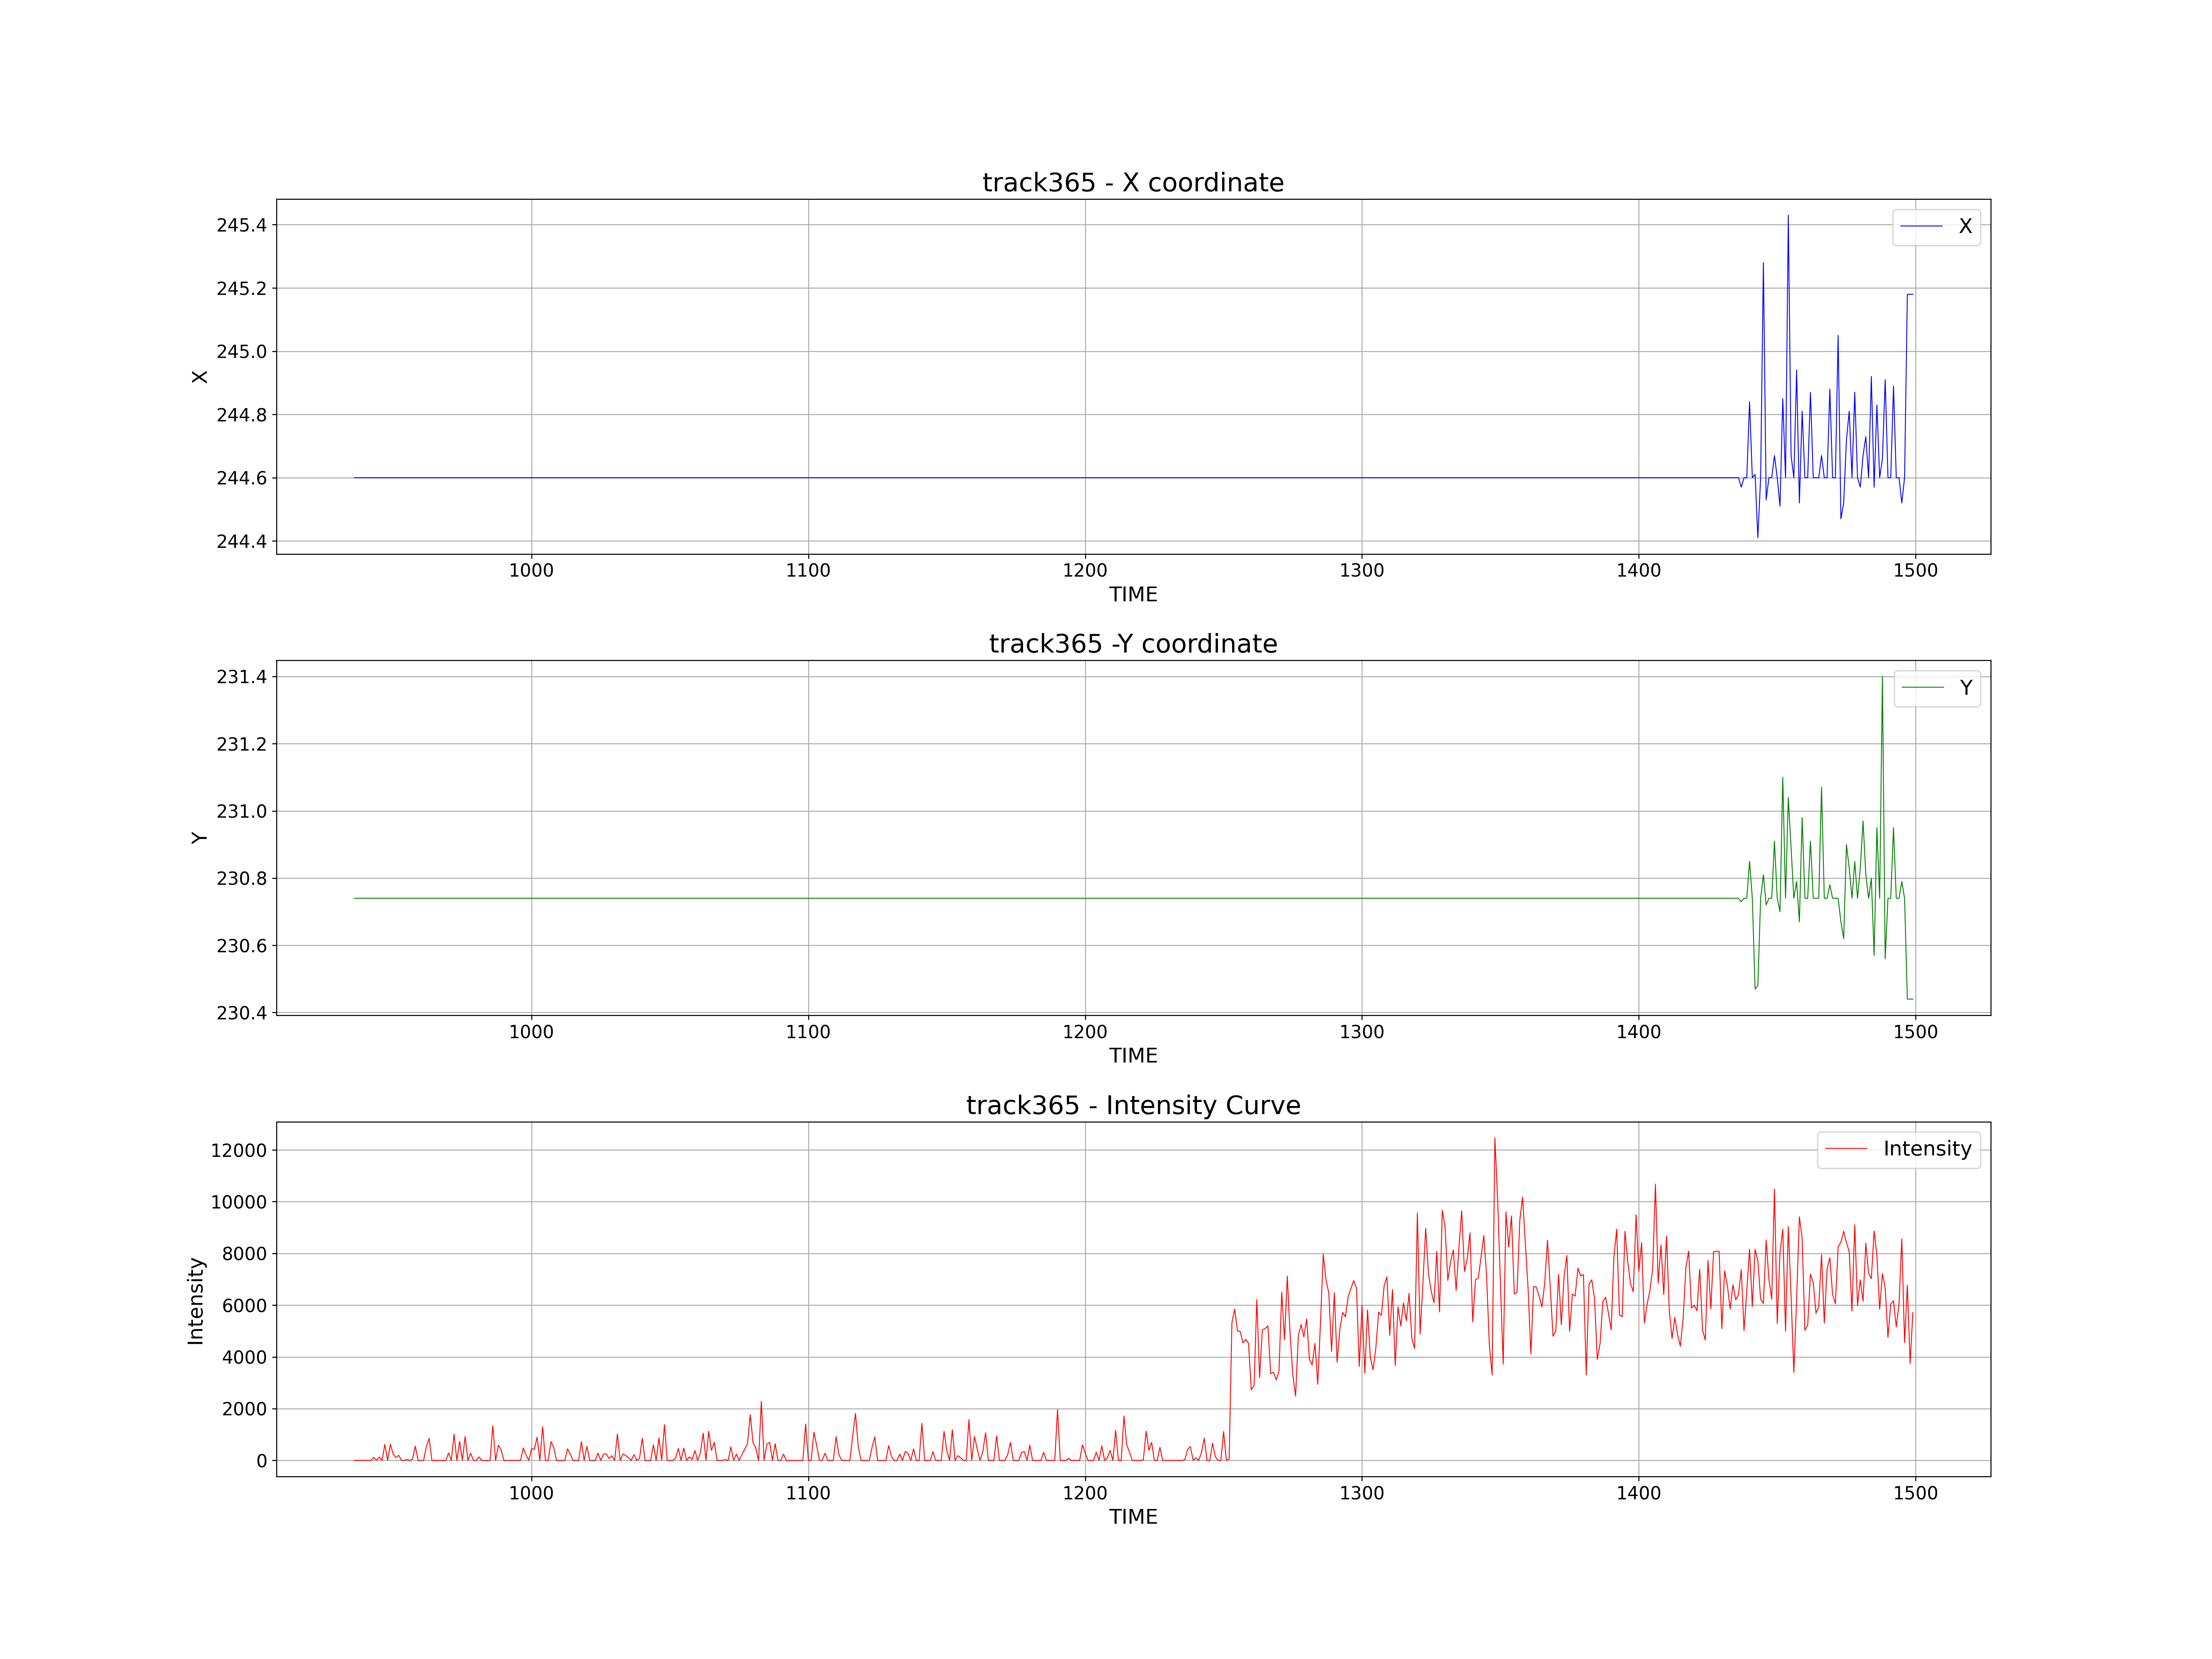 track365 - X coordinate
X
245.4
245.2
245.0
244.8
244.6
244.4
X
1000 1100 1200 1300 1400 1500
TIME
track365 -Y coordinate
Y
231.4
231.2
231.0
230.8
230.6
230.4
Y
1000 1100 1200 1300 1400 1500
TIME
track365 - Intensity Curve
Intensity
12000
10000
8000
6000
4000
2000
0
Intensity
1000 1100 1200 1300 1400 1500
TIME